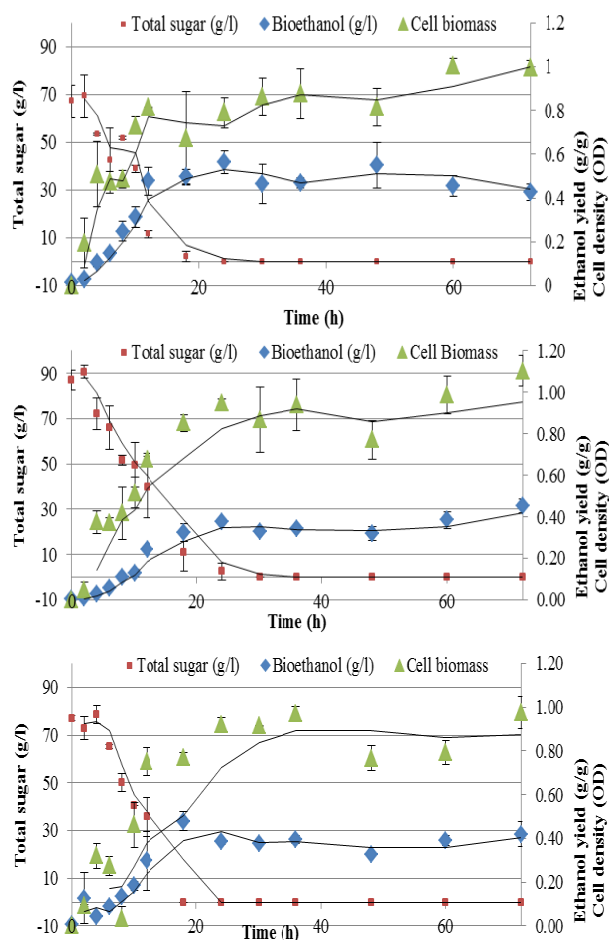 Total sugar (g/l) Bioethanol (g/l) Cell biomass
Total sugar (g/l)
90
70
50
30
10
-10
1.2
1
0.8
0.6
0.4
0.2
0
Ethanol yield (g/g)
Cell density (OD)
0 20 40 60
Time (h)
Total sugar (g/l) Bioethanol (g/l) Cell Biomass
Total sugar (g/l)
90
70
50
30
10
-10
1.20
1.00
0.80
0.60
0.40
0.20
0.00
Ethanol yield (g/g)
Cell density (OD)
0 20 40 60
Time (h)
Total sugar (g/l) Bioethanol (g/l) Cell biomass
Total sugar (g/l)
90
70
50
30
10
-10
1.20
1.00
0.80
0.60
0.40
0.20
0.00
Ethanol yield (g/g)
Cell density (OD)
0 20 40 60
Time (h)